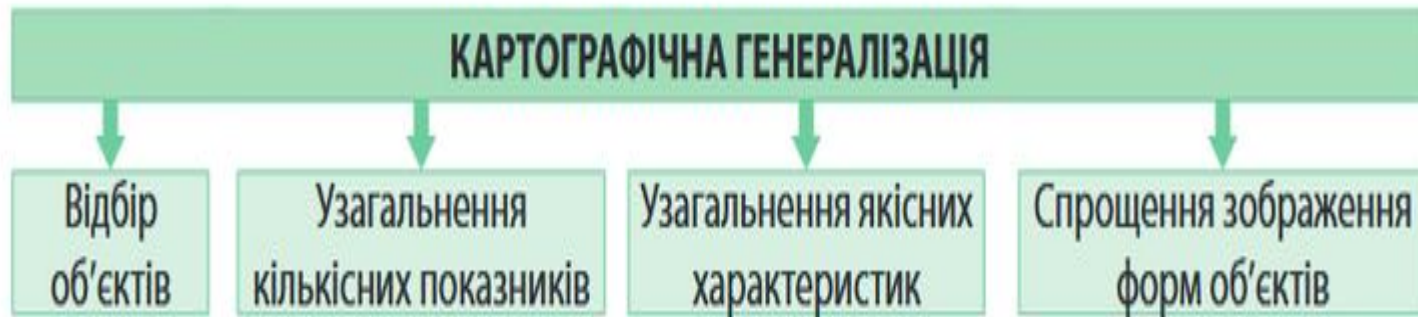 КАРТОГРАФІЧНА ГЕНЕРАЛІЗАЦІЯ
Відбір
об’єктів
Узагальнення
кількісних показників
Узагальнення якісних
характеристик
Спрощення зображення
форм об’єктів